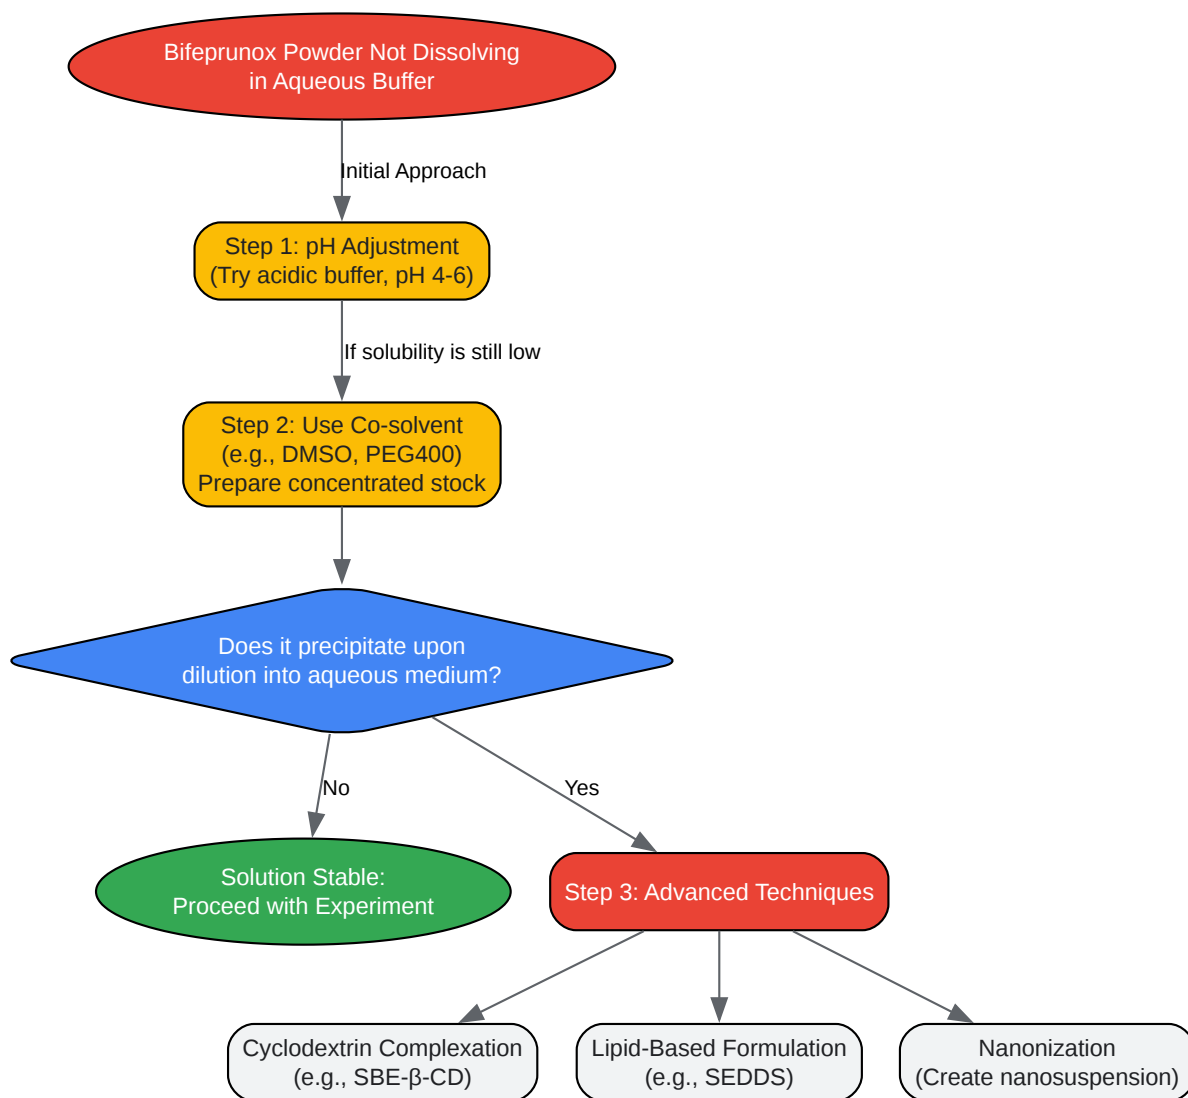 Bifeprunox Powder Not Dissolving
in Aqueous Buffer
Initial Approach
Step 1: pH Adjustment
(Try acidic buffer, pH 4-6)
If solubility is still low
Step 2: Use Co-solvent
(e.g., DMSO, PEG400)
Prepare concentrated stock
Does it precipitate upon
dilution into aqueous medium?
No
Yes
Solution Stable:
Proceed with Experiment
Step 3: Advanced Techniques
Cyclodextrin Complexation
(e.g., SBE-β-CD)
Lipid-Based Formulation
(e.g., SEDDS)
Nanonization
(Create nanosuspension)